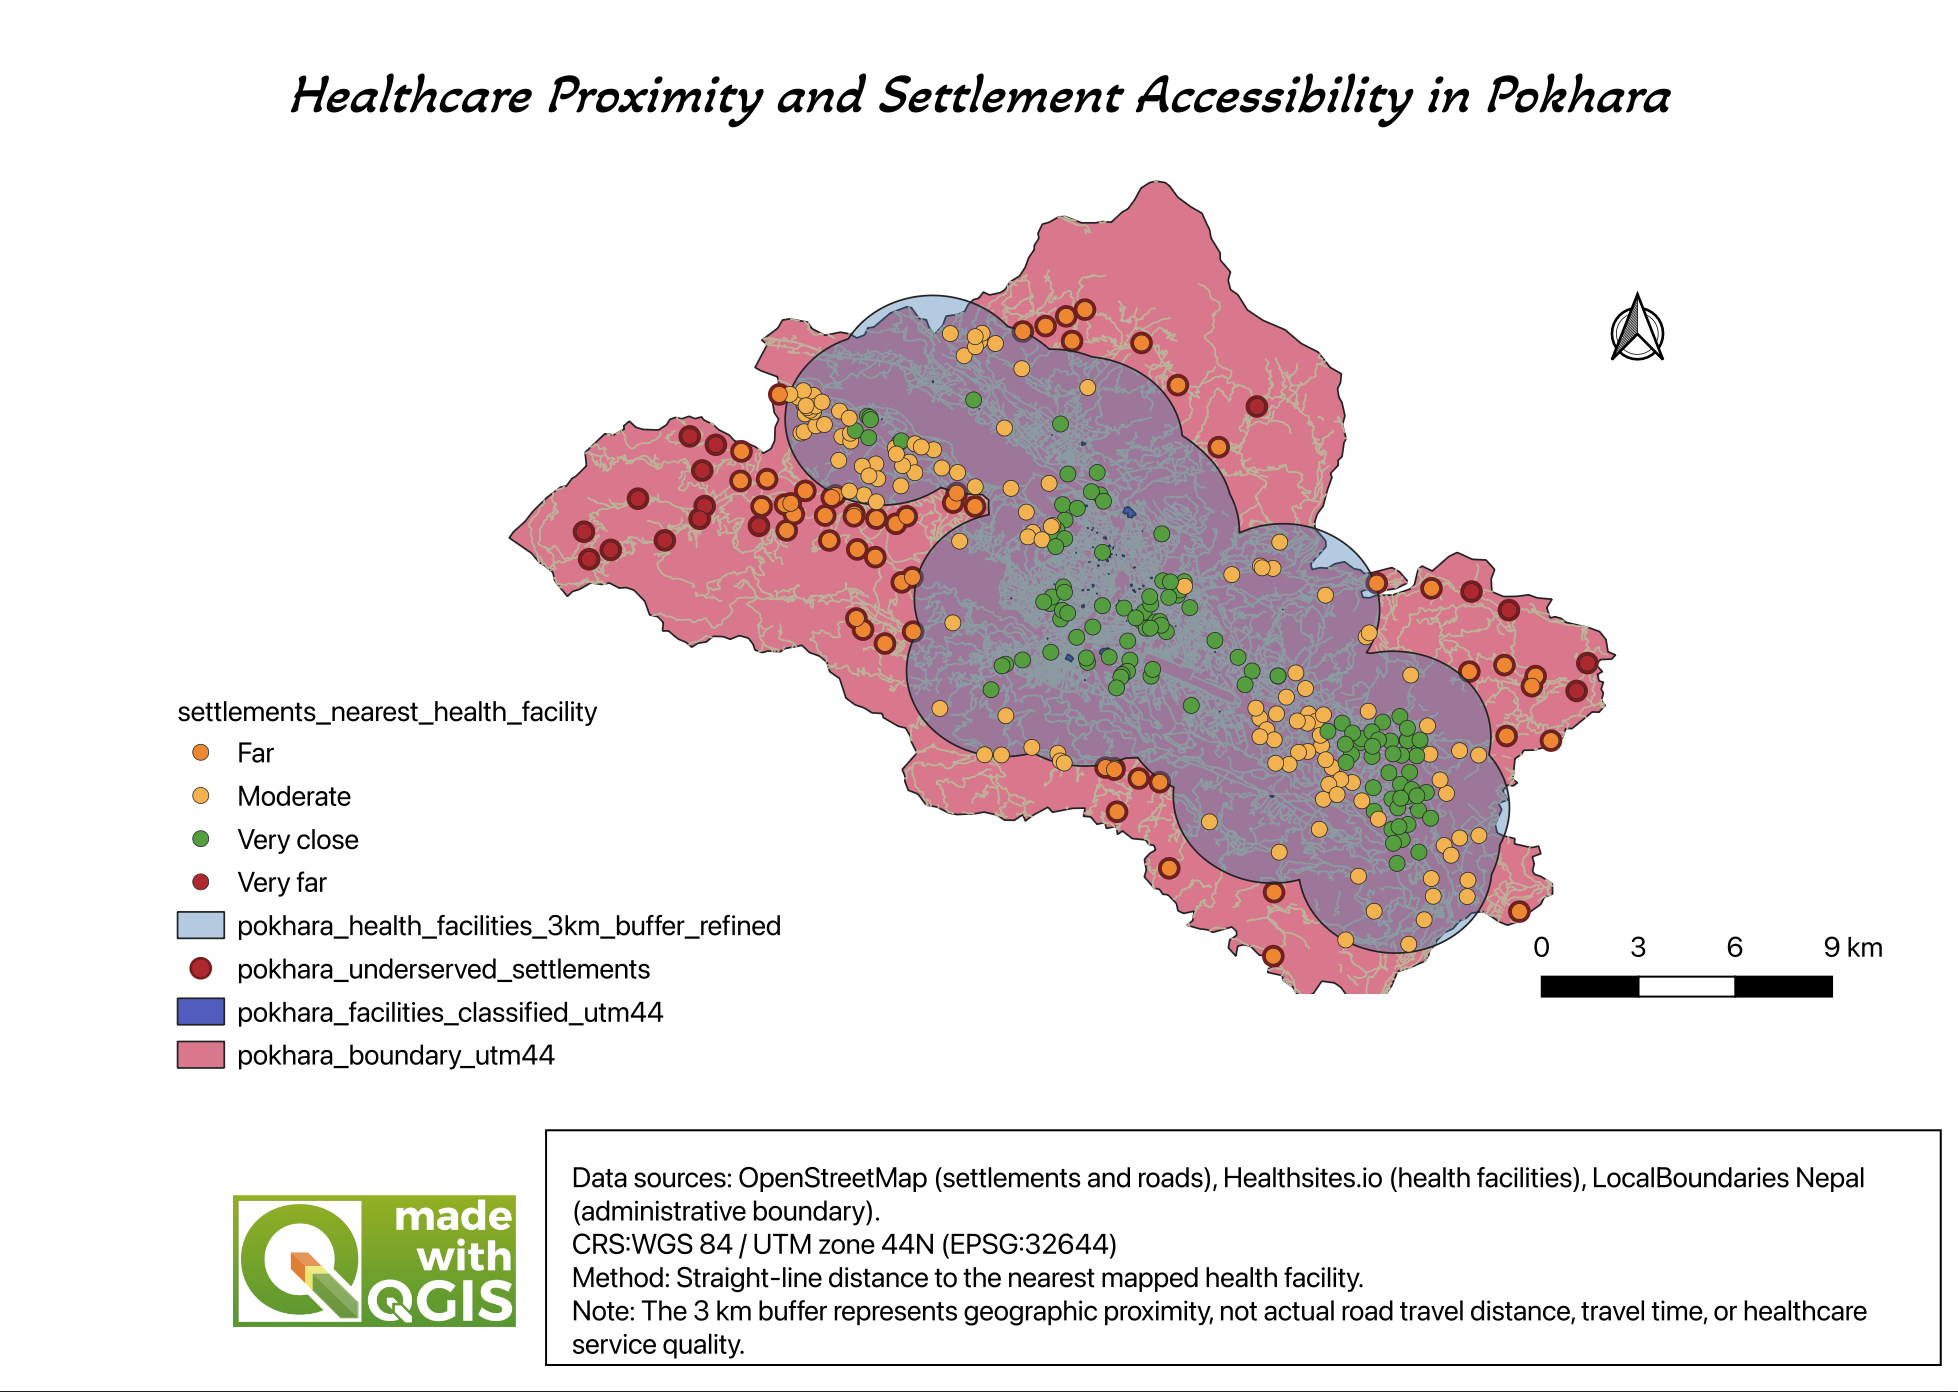 Healthcare Proximity and Settlement Accessibility in Pokhara
settlements_nearest_health_facility
Far
Moderate
Very close
Very far
pokhara_health_facilities_3km_buffer_refined
pokhara_underserved_settlements
pokhara_facilities_classified_utm44
pokhara_boundary_utm44
0 3 6 9 km
made
with
QGIS
Data sources: OpenStreetMap (settlements and roads), Healthsites.io (health facilities), LocalBoundaries Nepal
(administrative boundary).
CRS:WGS 84 / UTM zone 44N (EPSG:32644)
Method: Straight-line distance to the nearest mapped health facility.
Note: The 3 km buffer represents geographic proximity, not actual road travel distance, travel time, or healthcare
service quality.